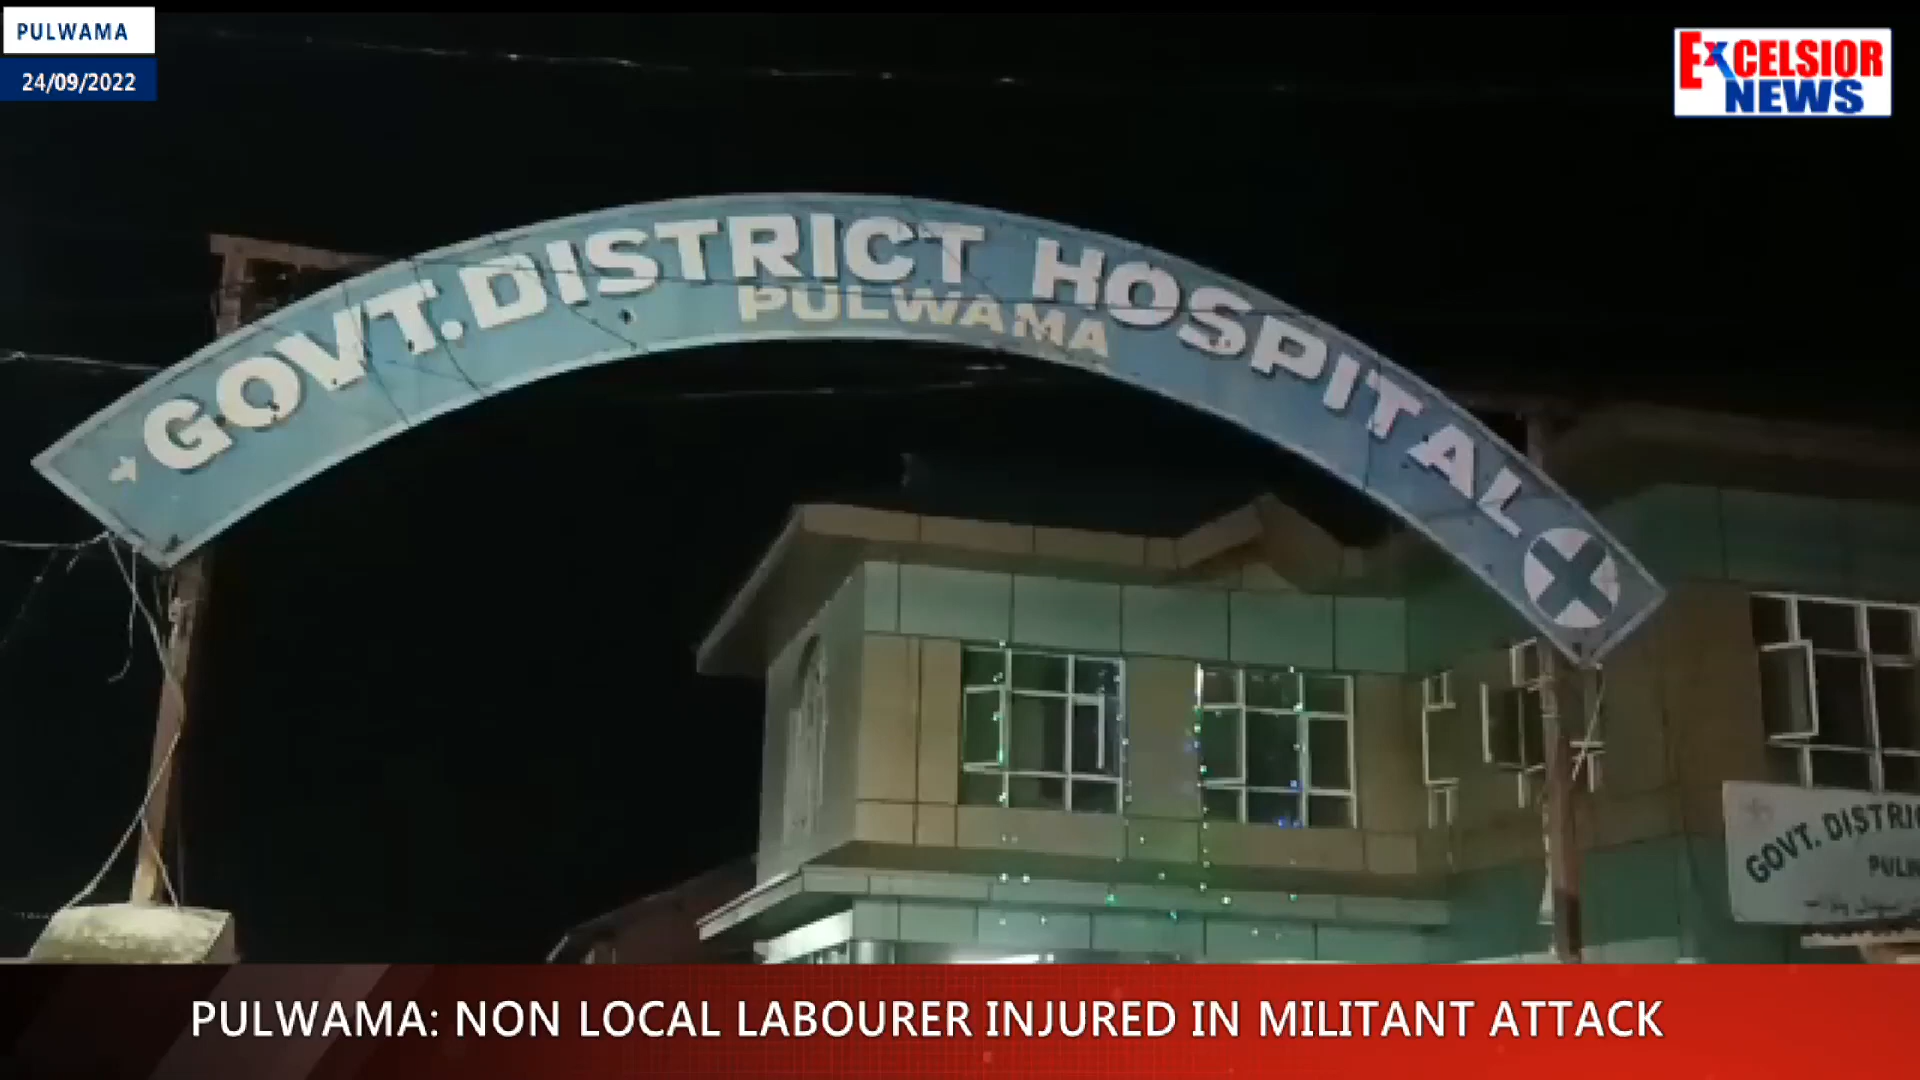 PULWAMA
24/09/2022
EXCELSIOR
NEWS
GOVT. DISTRICT HOSPITAL
PULWAMA
GOVT. DISTRI
PUL
PULWAMA: NON LOCAL LABOURER INJURED IN MILITANT ATTACK